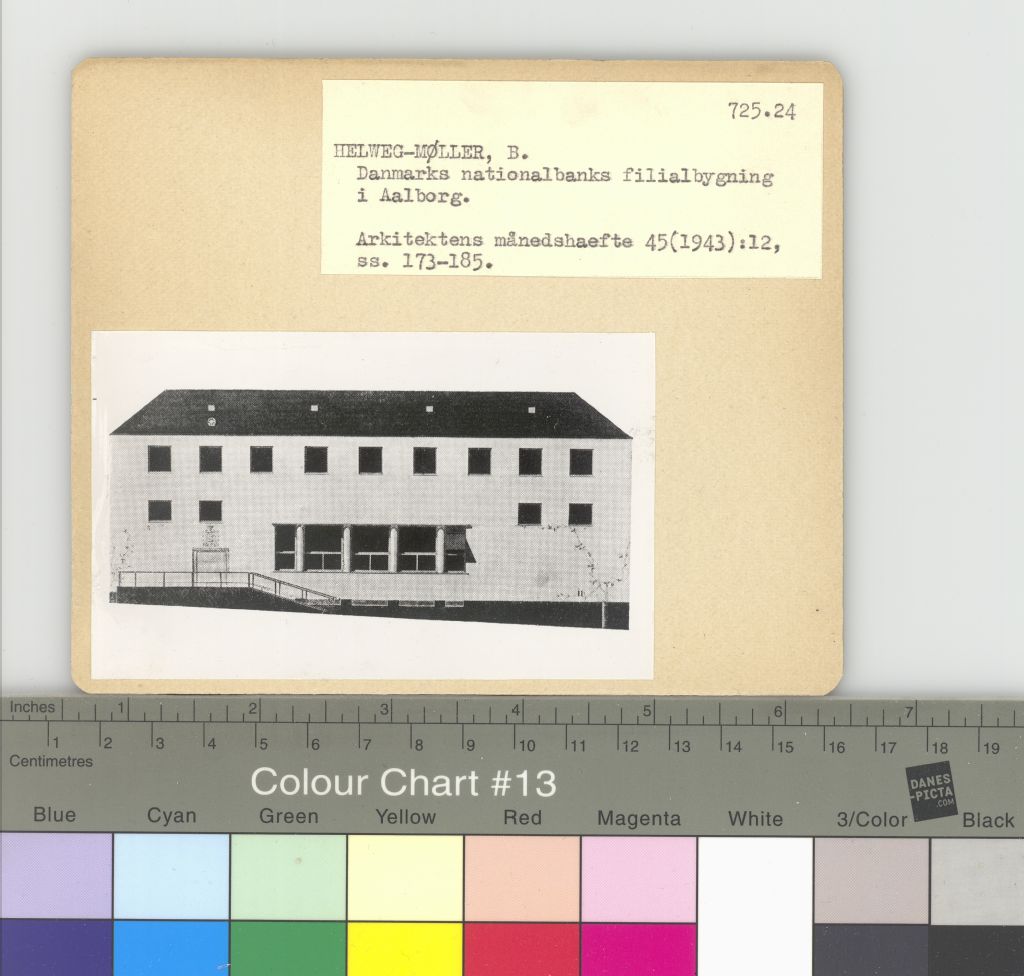 725.24
HELWEG-MØLLER, B.
Danmarks nationalbanks filialbygning
i Aalborg.
Arkitektens månedshaefte 45(1943):12,
ss. 173-185.
Inches 1 2 3 4 5 6 7
1 2 3 4 5 6 7 8 9 10 11 12 13 14 15 16 17 18 19
Centimetres
Colour Chart #13
DANES
-PICTA
.COM
Blue Cyan Green Yellow Red Magenta White 3/Color Black